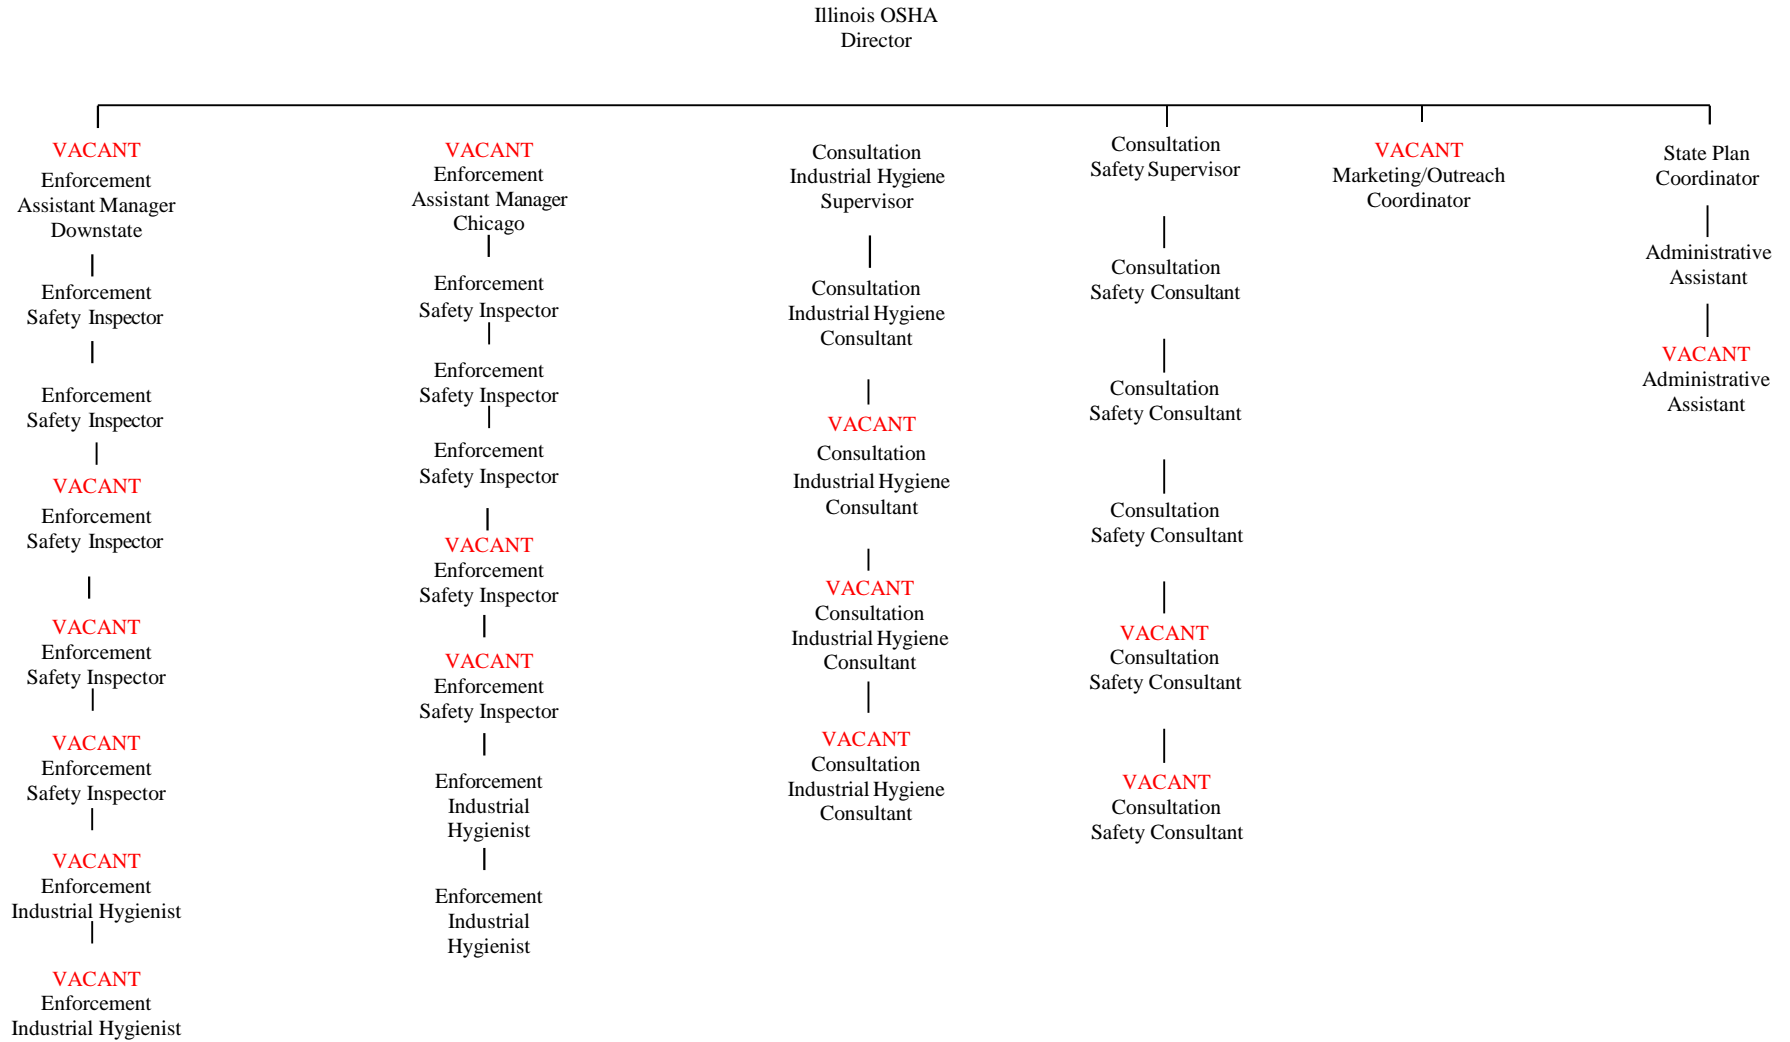 Illinois OSHA
Director
VACANT
Enforcement
Assistant Manager
Downstate
Enforcement
Safety Inspector
Enforcement
Safety Inspector
VACANT
Enforcement
Safety Inspector
VACANT
Enforcement
Safety Inspector
VACANT
Enforcement
Safety Inspector
VACANT
Enforcement
Industrial Hygienist
VACANT
Enforcement
Industrial Hygienist
VACANT
Enforcement
Assistant Manager
Chicago
Enforcement
Safety Inspector
Enforcement
Safety Inspector
Enforcement
Safety Inspector
VACANT
Enforcement
Safety Inspector
VACANT
Enforcement
Safety Inspector
Enforcement
Industrial
Hygienist
Enforcement
Industrial
Hygienist
Consultation
Industrial Hygiene
Supervisor
Consultation
Industrial Hygiene
Consultant
VACANT
Consultation
Industrial Hygiene
Consultant
VACANT
Consultation
Industrial Hygiene
Consultant
VACANT
Consultation
Industrial Hygiene
Consultant
Consultation
Safety Supervisor
Consultation
Safety Consultant
Consultation
Safety Consultant
Consultation
Safety Consultant
VACANT
Consultation
Safety Consultant
VACANT
Consultation
Safety Consultant
VACANT
Marketing/Outreach
Coordinator
State Plan
Coordinator
Administrative
Assistant
VACANT
Administrative
Assistant